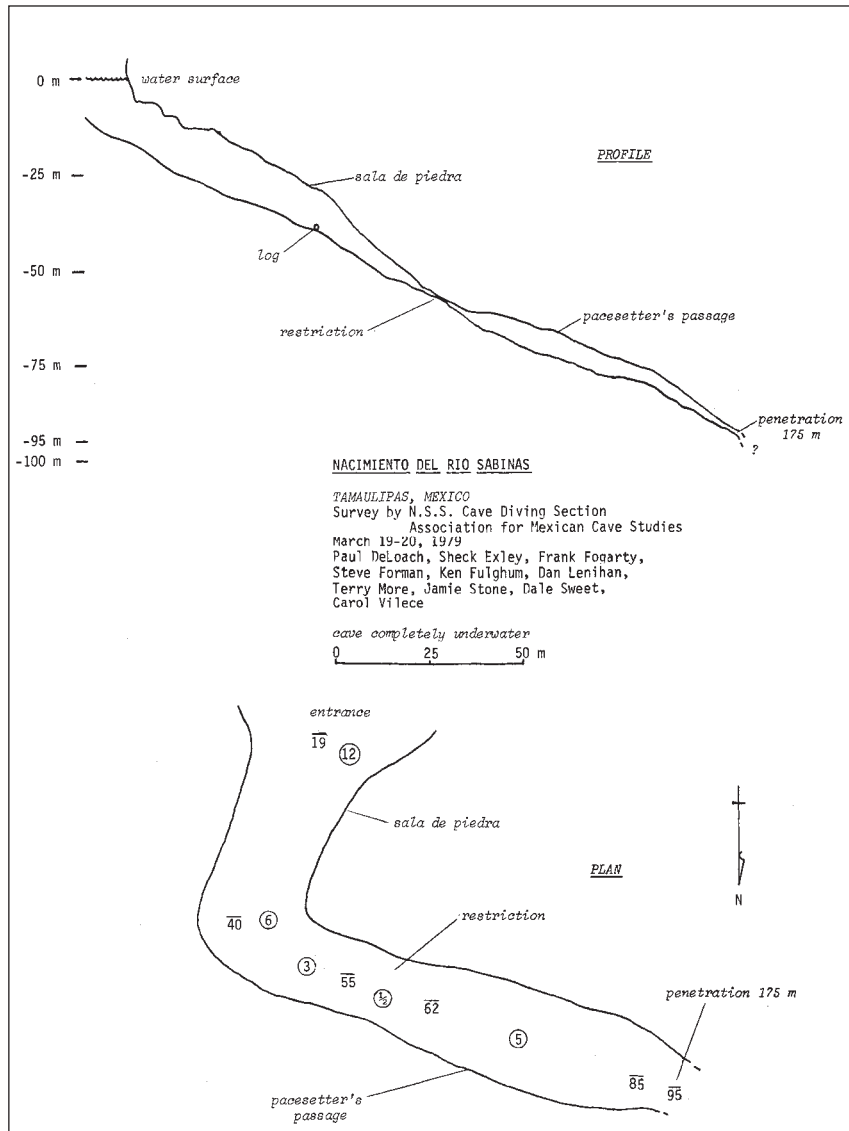 0 m
water surface
PROFILE
-25 m
sala de piedra
log
-50 m
restriction
pacesetter's passage
-75 m
penetration
175 m
-95 m
?
-100 m
NACIMIENTO DEL RIO SABINAS
TAMAULIPAS, MEXICO
Survey by N.S.S. Cave Diving Section
Association for Mexican Cave Studies
March 19-20, 1979
Paul DeLoach, Sheck Exley, Frank Fogarty,
Steve Forman, Ken Fulghum, Dan Lenihan,
Terry More, Jamie Stone, Dale Sweet,
Carol Vilece
cave completely underwater
0 25 50 m
entrance
19 12
sala de piedra
PLAN
N
40 6
restriction
3
55
½
62
penetration 175 m
5
85
95
pacesetter's
passage